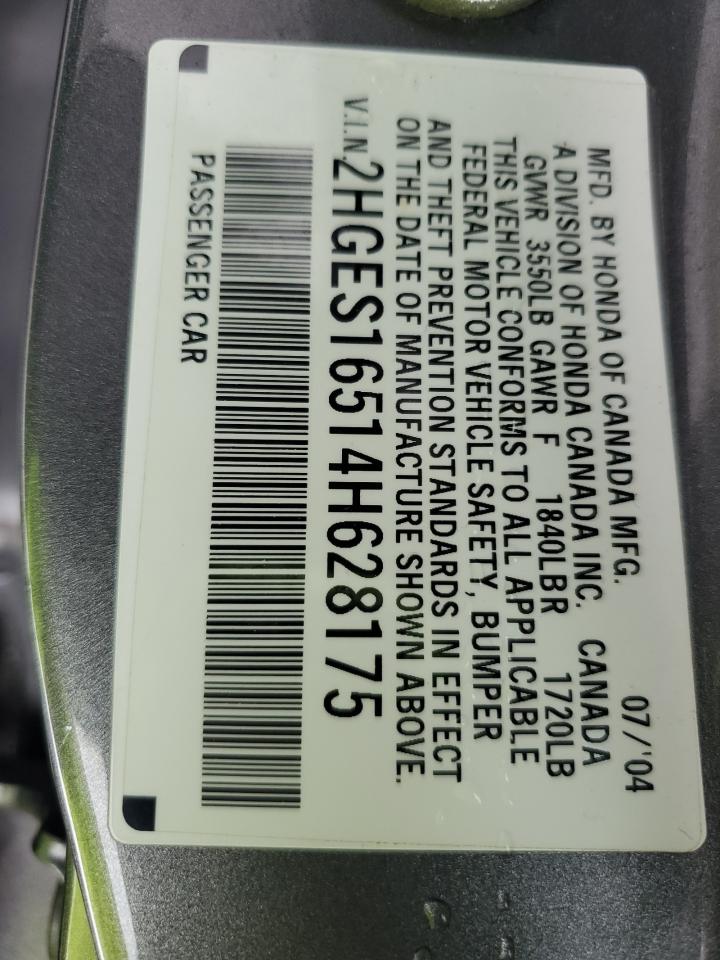 MFD. BY HONDA OF CANADA MFG. 07/'04
A DIVISION OF HONDA CANADA INC. CANADA
GVWR 3550LB GAWR F 1840LBR 1720LB
THIS VEHICLE CONFORMS TO ALL APPLICABLE
FEDERAL MOTOR VEHICLE SAFETY, BUMPER
AND THEFT PREVENTION STANDARDS IN EFFECT
ON THE DATE OF MANUFACTURE SHOWN ABOVE.
V.I.N. 2HGES16514H628175
PASSENGER CAR